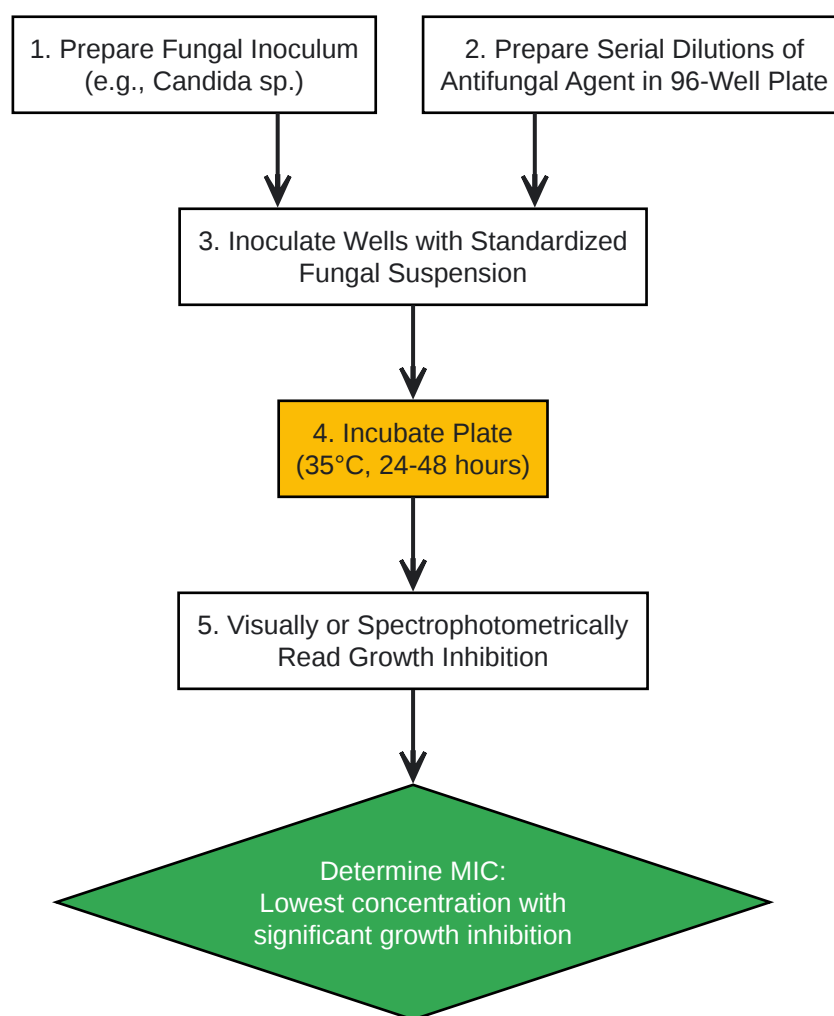 1. Prepare Fungal Inoculum
(e.g., Candida sp.)
2. Prepare Serial Dilutions of
Antifungal Agent in 96-Well Plate
3. Inoculate Wells with Standardized
Fungal Suspension
4. Incubate Plate
(35°C, 24-48 hours)
5. Visually or Spectrophotometrically
Read Growth Inhibition
Determine MIC:
Lowest concentration with
significant growth inhibition